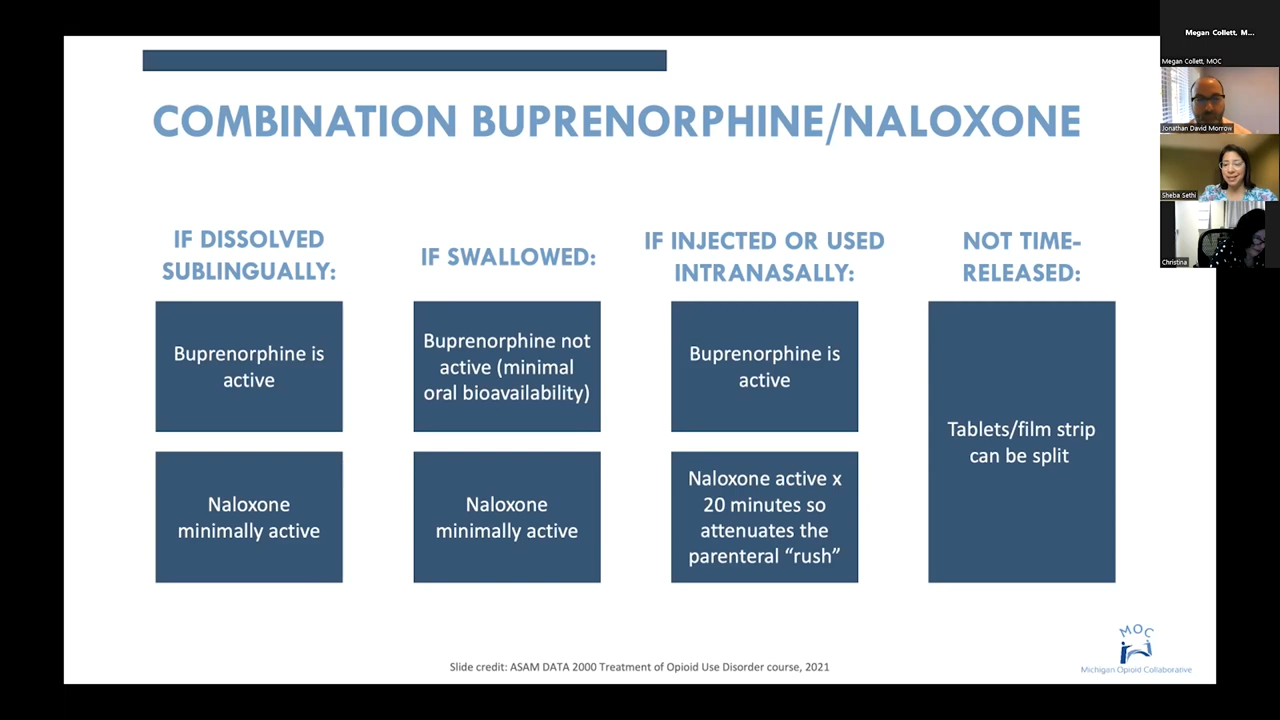 COMBINATION BUPRENORPHINE/NALOXONE
IF DISSOLVED
SUBLINGUALLY:
Buprenorphine is
active
Naloxone
minimally active
IF SWALLOWED:
Buprenorphine not
active (minimal
oral bioavailability)
Naloxone
minimally active
IF INJECTED OR USED
INTRANASALLY:
Buprenorphine is
active
Naloxone active x
20 minutes so
attenuates the
parenteral “rush”
NOT TIME-
RELEASED:
Tablets/film strip
can be split
Slide credit: ASAM DATA 2000 Treatment of Opioid Use Disorder course, 2021
MOC
Michigan Opioid Collaborative
Megan Collett, M...
Megan Collett, MOC
Jonathan David Morrow
Sheba Sethi
Christina